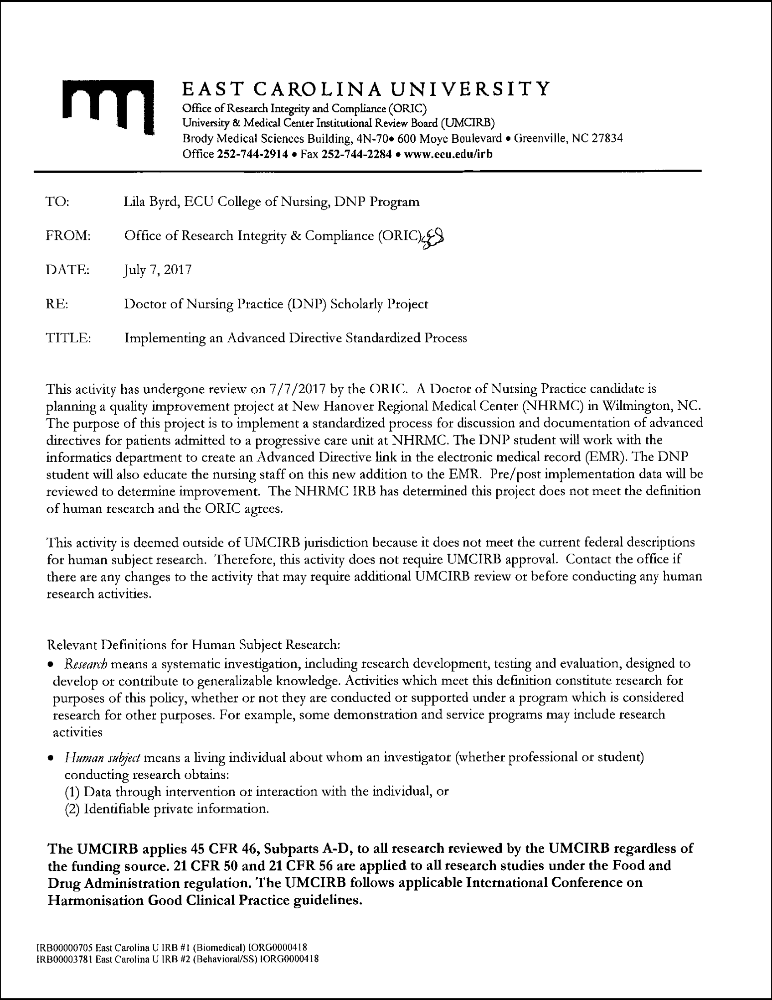 EAST CAROLINA UNIVERSITY
Office of Research Integrity and Compliance (ORIC)
University & Medical Center Institutional Review Board (UMCIRB)
Brody Medical Sciences Building, 4N-70• 600 Moye Boulevard • Greenville, NC 27834
Office 252-744-2914 • Fax 252-744-2284 • www.ecu.edu/irb
TO: Lila Byrd, ECU College of Nursing, DNP Program
FROM: Office of Research Integrity & Compliance (ORIC)
DATE: July 7, 2017
RE: Doctor of Nursing Practice (DNP) Scholarly Project
TITLE: Implementing an Advanced Directive Standardized Process
This activity has undergone review on 7/7/2017 by the ORIC. A Doctor of Nursing Practice candidate is
planning a quality improvement project at New Hanover Regional Medical Center (NHRMC) in Wilmington, NC.
The purpose of this project is to implement a standardized process for discussion and documentation of advanced
directives for patients admitted to a progressive care unit at NHRMC. The DNP student will work with the
informatics department to create an Advanced Directive link in the electronic medical record (EMR). The DNP
student will also educate the nursing staff on this new addition to the EMR. Pre/post implementation data will be
reviewed to determine improvement. The NHRMC IRB has determined this project does not meet the definition
of human research and the ORIC agrees.
This activity is deemed outside of UMCIRB jurisdiction because it does not meet the current federal descriptions
for human subject research. Therefore, this activity does not require UMCIRB approval. Contact the office if
there are any changes to the activity that may require additional UMCIRB review or before conducting any human
research activities.
Relevant Definitions for Human Subject Research:
• Research means a systematic investigation, including research development, testing and evaluation, designed to
develop or contribute to generalizable knowledge. Activities which meet this definition constitute research for
purposes of this policy, whether or not they are conducted or supported under a program which is considered
research for other purposes. For example, some demonstration and service programs may include research
activities
• Human subject means a living individual about whom an investigator (whether professional or student)
conducting research obtains:
(1) Data through intervention or interaction with the individual, or
(2) Identifiable private information.
The UMCIRB applies 45 CFR 46, Subparts A-D, to all research reviewed by the UMCIRB regardless of
the funding source. 21 CFR 50 and 21 CFR 56 are applied to all research studies under the Food and
Drug Administration regulation. The UMCIRB follows applicable International Conference on
Harmonisation Good Clinical Practice guidelines.
IRB00000705 East Carolina U IRB #1 (Biomedical) IORG0000418
IRB00003781 East Carolina U IRB #2 (Behavioral/SS) IORG0000418